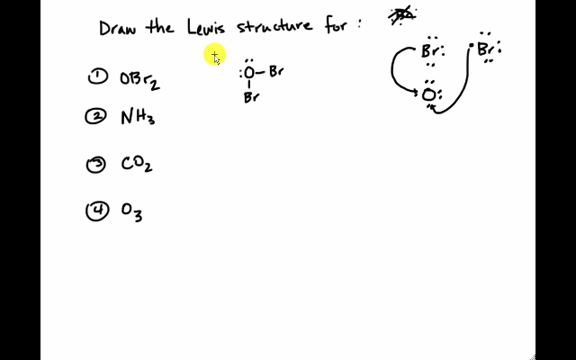 Draw the Lewis structure for :
① OBr₂
:Ö-Br
Br
② NH₃
③ CO₂
④ O₃
Br:
·Br:
O: